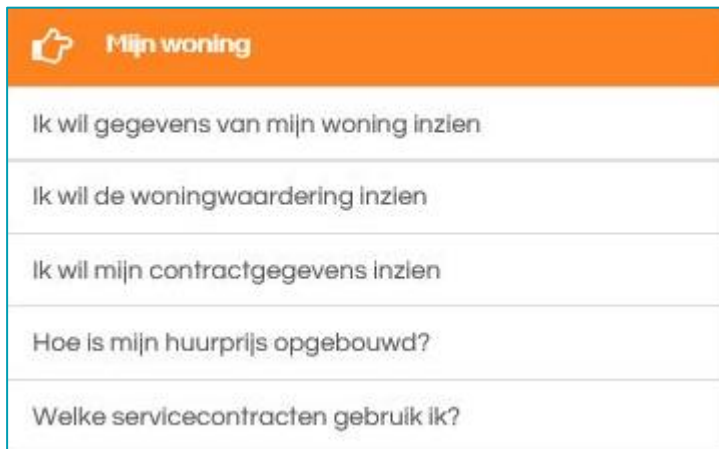 Mijn woning
Ik wil gegevens van mijn woning inzien
Ik wil de woningwaardering inzien
Ik wil mijn contractgegevens inzien
Hoe is mijn huurprijs opgebouwd?
Welke servicecontracten gebruik ik?